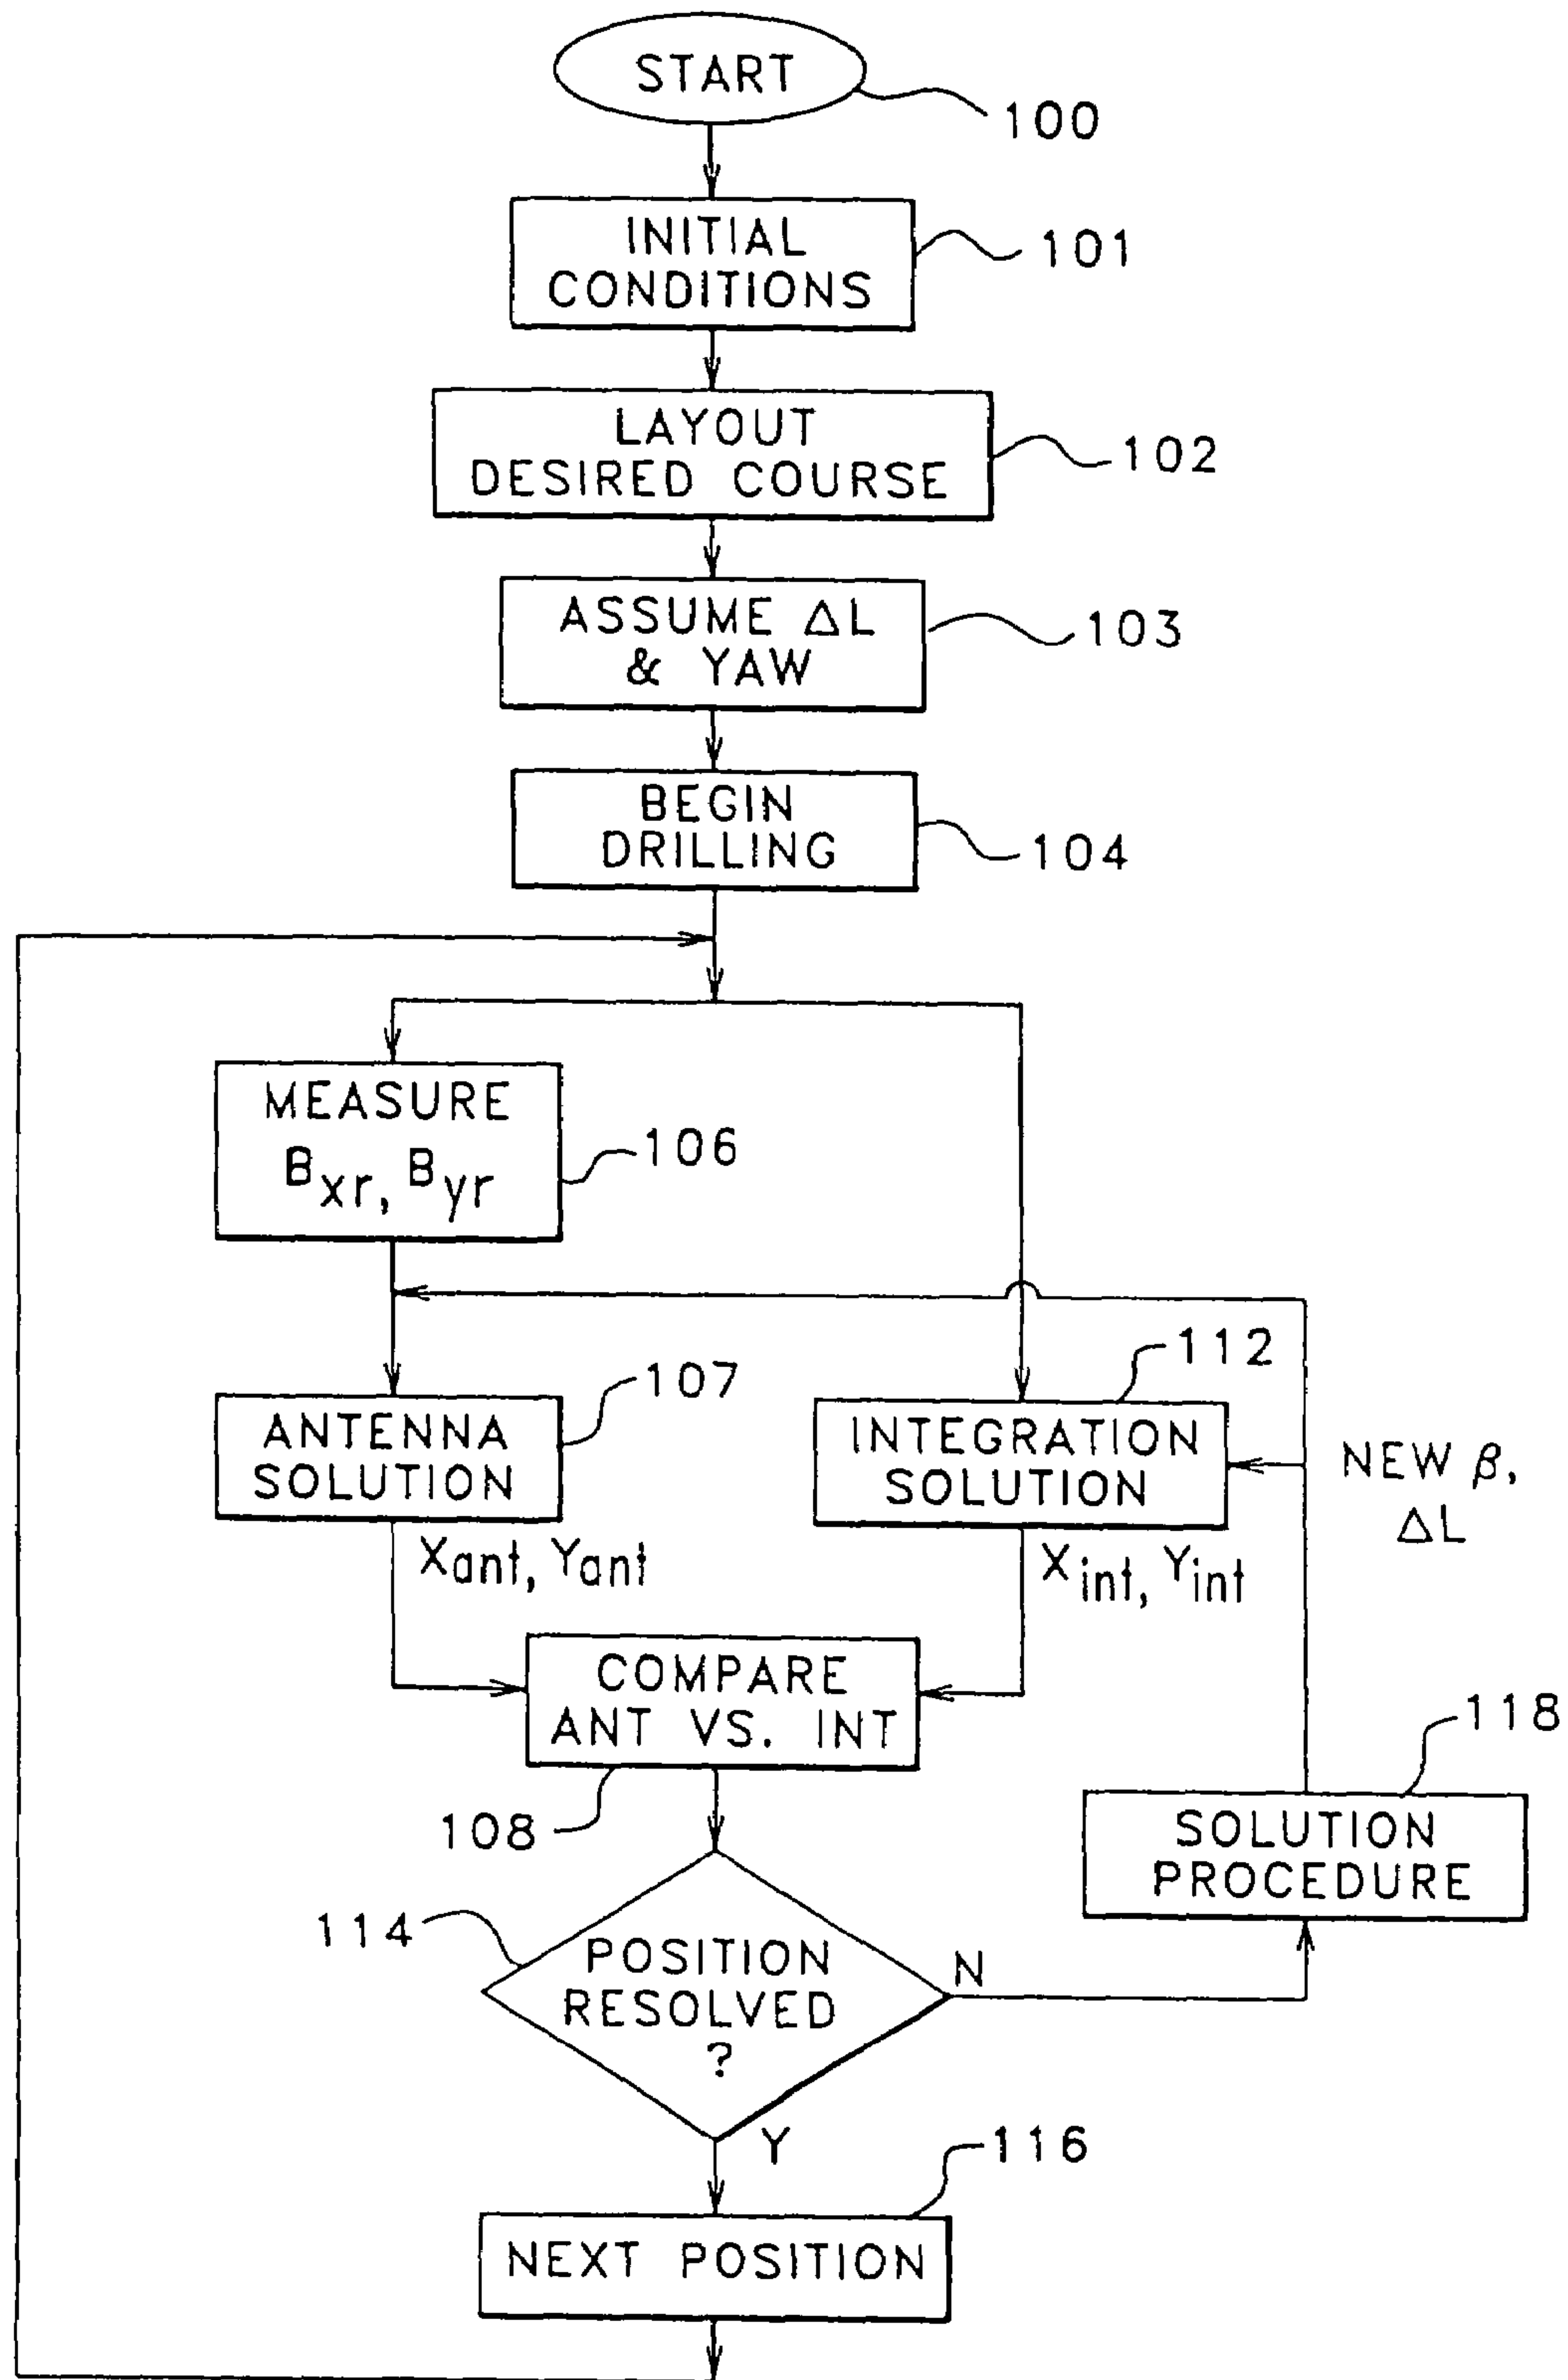 START
100
INITIAL
CONDITIONS
101
LAYOUT
DESIRED COURSE
102
ASSUME ΔL
& YAW
103
BEGIN
DRILLING
104
MEASURE
Bxr, Byr
106
ANTENNA
SOLUTION
107
INTEGRATION
SOLUTION
112
NEW β,
ΔL
Xant, Yant
Xint, Yint
COMPARE
ANT VS. INT
108
118
SOLUTION
PROCEDURE
114
POSITION
RESOLVED
?
N
Y
116
NEXT POSITION